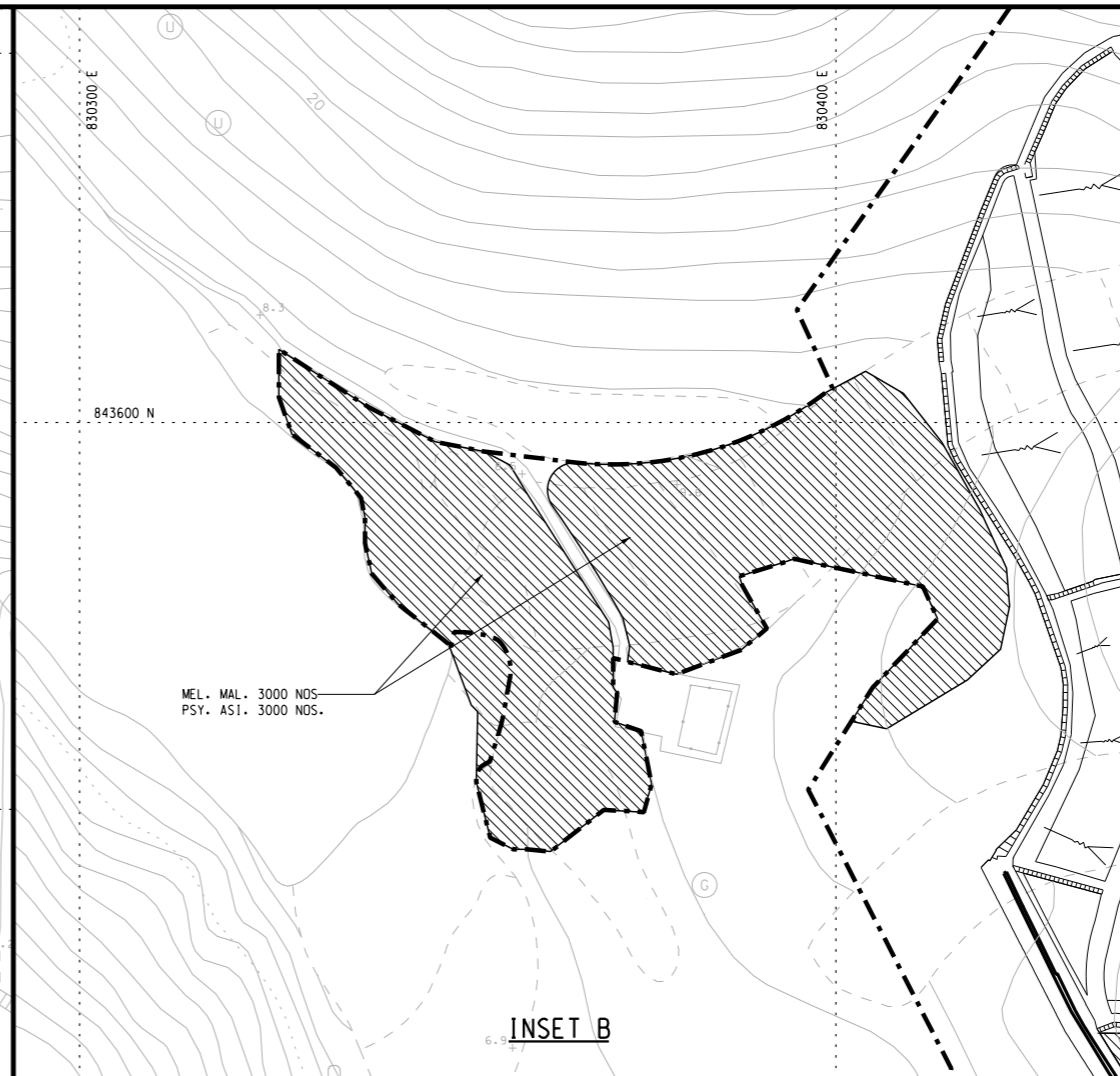 U
830300 E
830400 E
20
U
8.3
843600 N
MEL. MAL. 3000 NOS
PSY. ASI. 3000 NOS.
G
6.9
INSET B